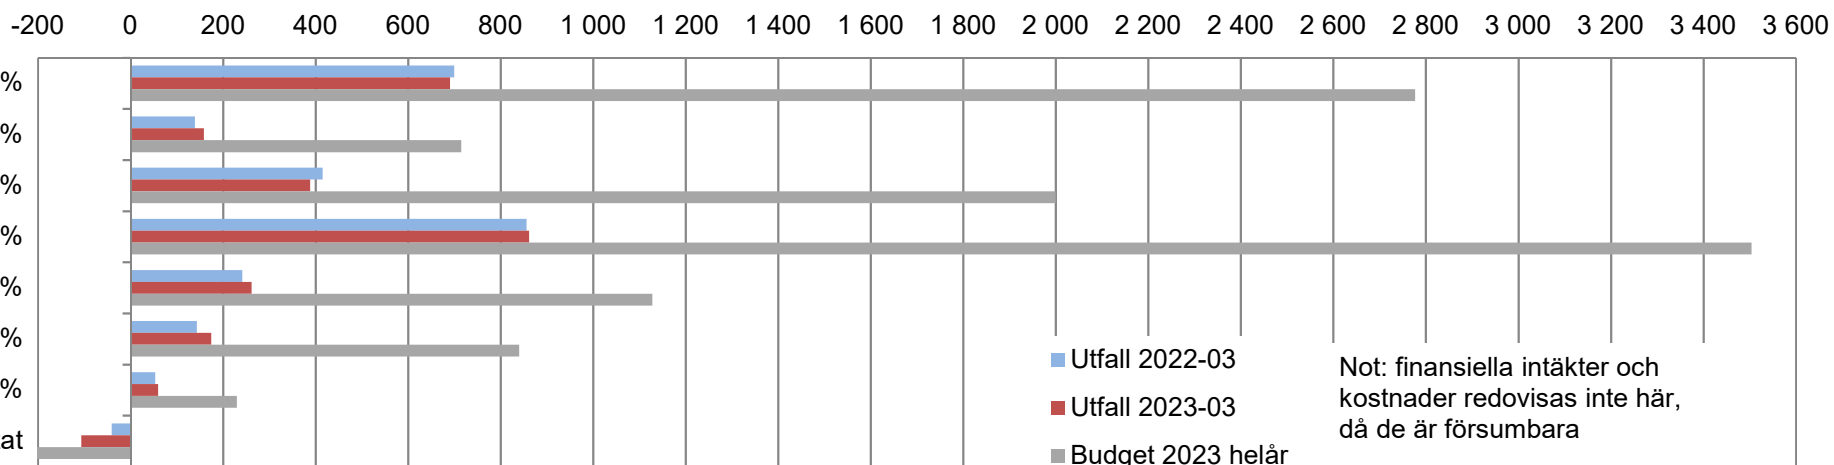 -200 0 200 400 600 800 1 000 1 200 1 400 1 600 1 800 2 000 2 200 2 400 2 600 2 800 3 000 3 200 3 400 3 600
%
%
%
%
%
%
%
tat
Utfall 2022-03
Utfall 2023-03
Budget 2023 helår
Not: finansiella intäkter och
kostnader redovisas inte här,
då de är försumbara